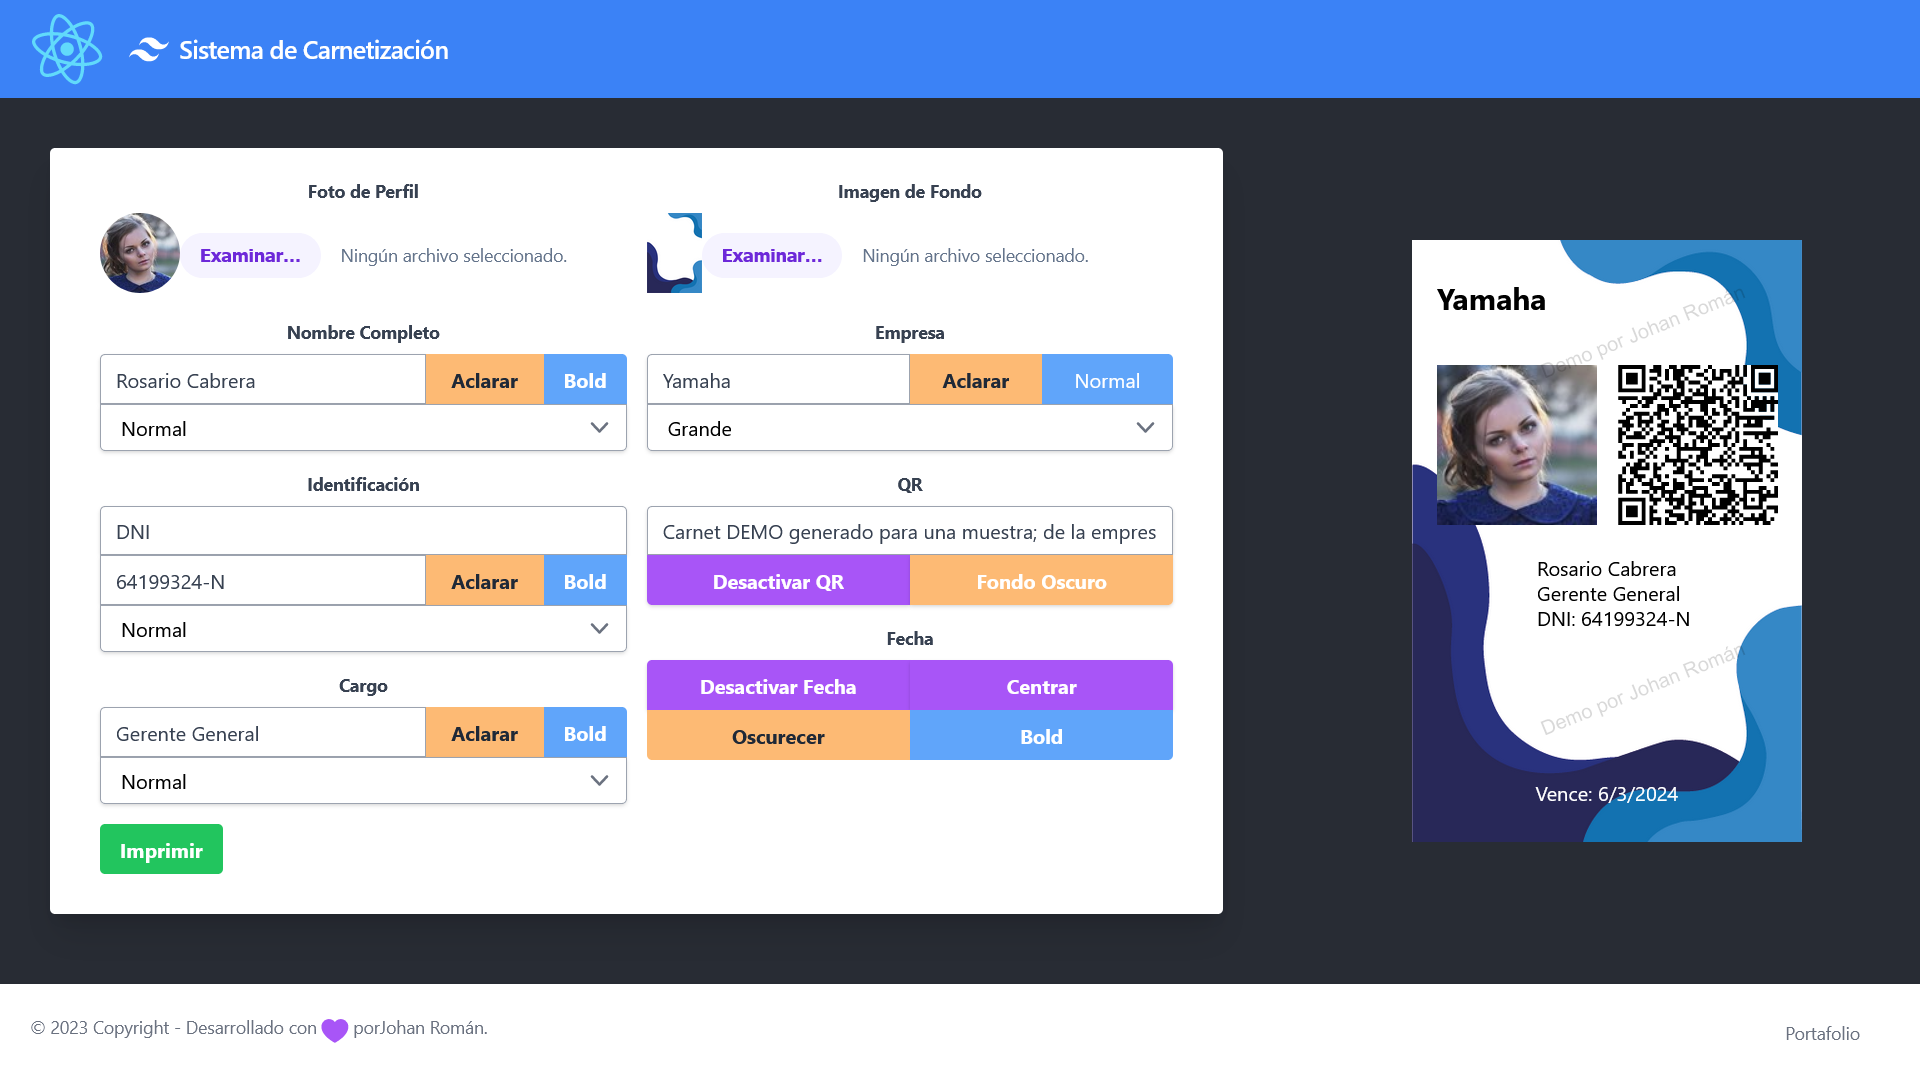 Sistema de Carnetización
Foto de Perfil
Examinar...
Ningún archivo seleccionado.
Nombre Completo
Rosario Cabrera
Aclarar
Bold
Normal
Identificación
DNI
64199324-N
Aclarar
Bold
Normal
Cargo
Gerente General
Aclarar
Bold
Normal
Imprimir
Imagen de Fondo
Examinar...
Ningún archivo seleccionado.
Empresa
Yamaha
Aclarar
Normal
Grande
QR
Carnet DEMO generado para una muestra; de la empres
Desactivar QR
Fondo Oscuro
Fecha
Desactivar Fecha
Centrar
Oscurecer
Bold
Yamaha
Demo por Johan Román
Rosario Cabrera
Gerente General
DNI: 64199324-N
Demo por Johan Román
Vence: 6/3/2024
© 2023 Copyright - Desarrollado con porJohan Román.
Portafolio